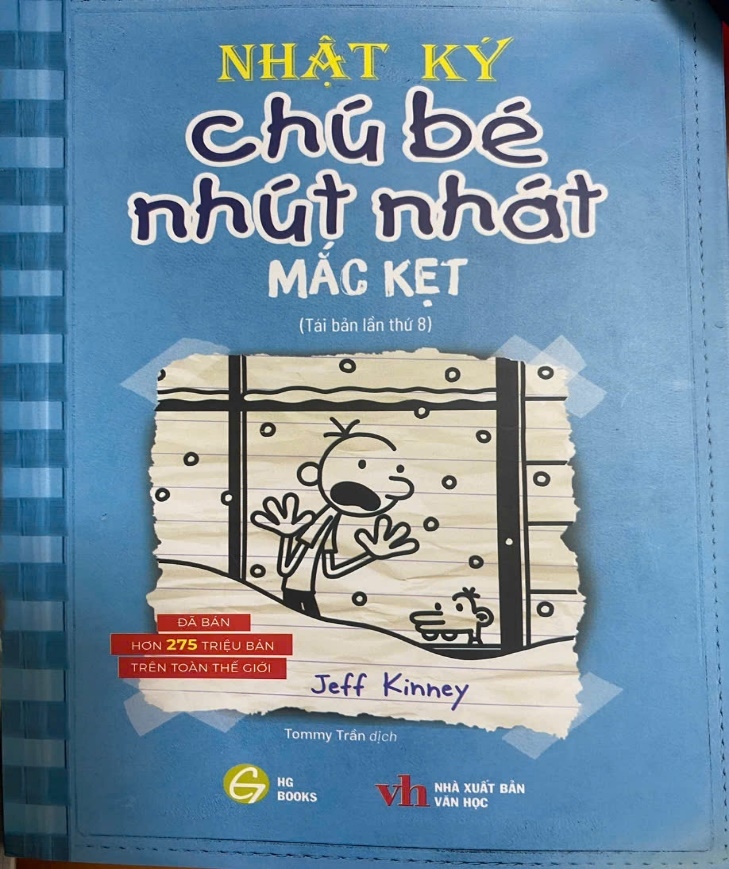 NHẬT KÝ
chú bé
nhút nhát
MẮC KẸT
(Tái bản lần thứ 8)
ĐÃ BÁN
HƠN 275 TRIỆU BẢN
TRÊN TOÀN THẾ GIỚI
Jeff Kinney
Tommy Trần dịch
HG
BOOKS
vh NHÀ XUẤT BẢN
VĂN HỌC